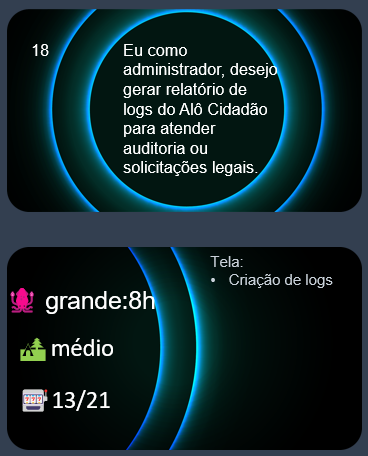 18
Eu como
administrador, desejo
gerar relatório de
logs do Alô Cidadão
para atender
auditoria ou
solicitações legais.
Tela:
• Criação de logs
grande:8h
médio
13/21